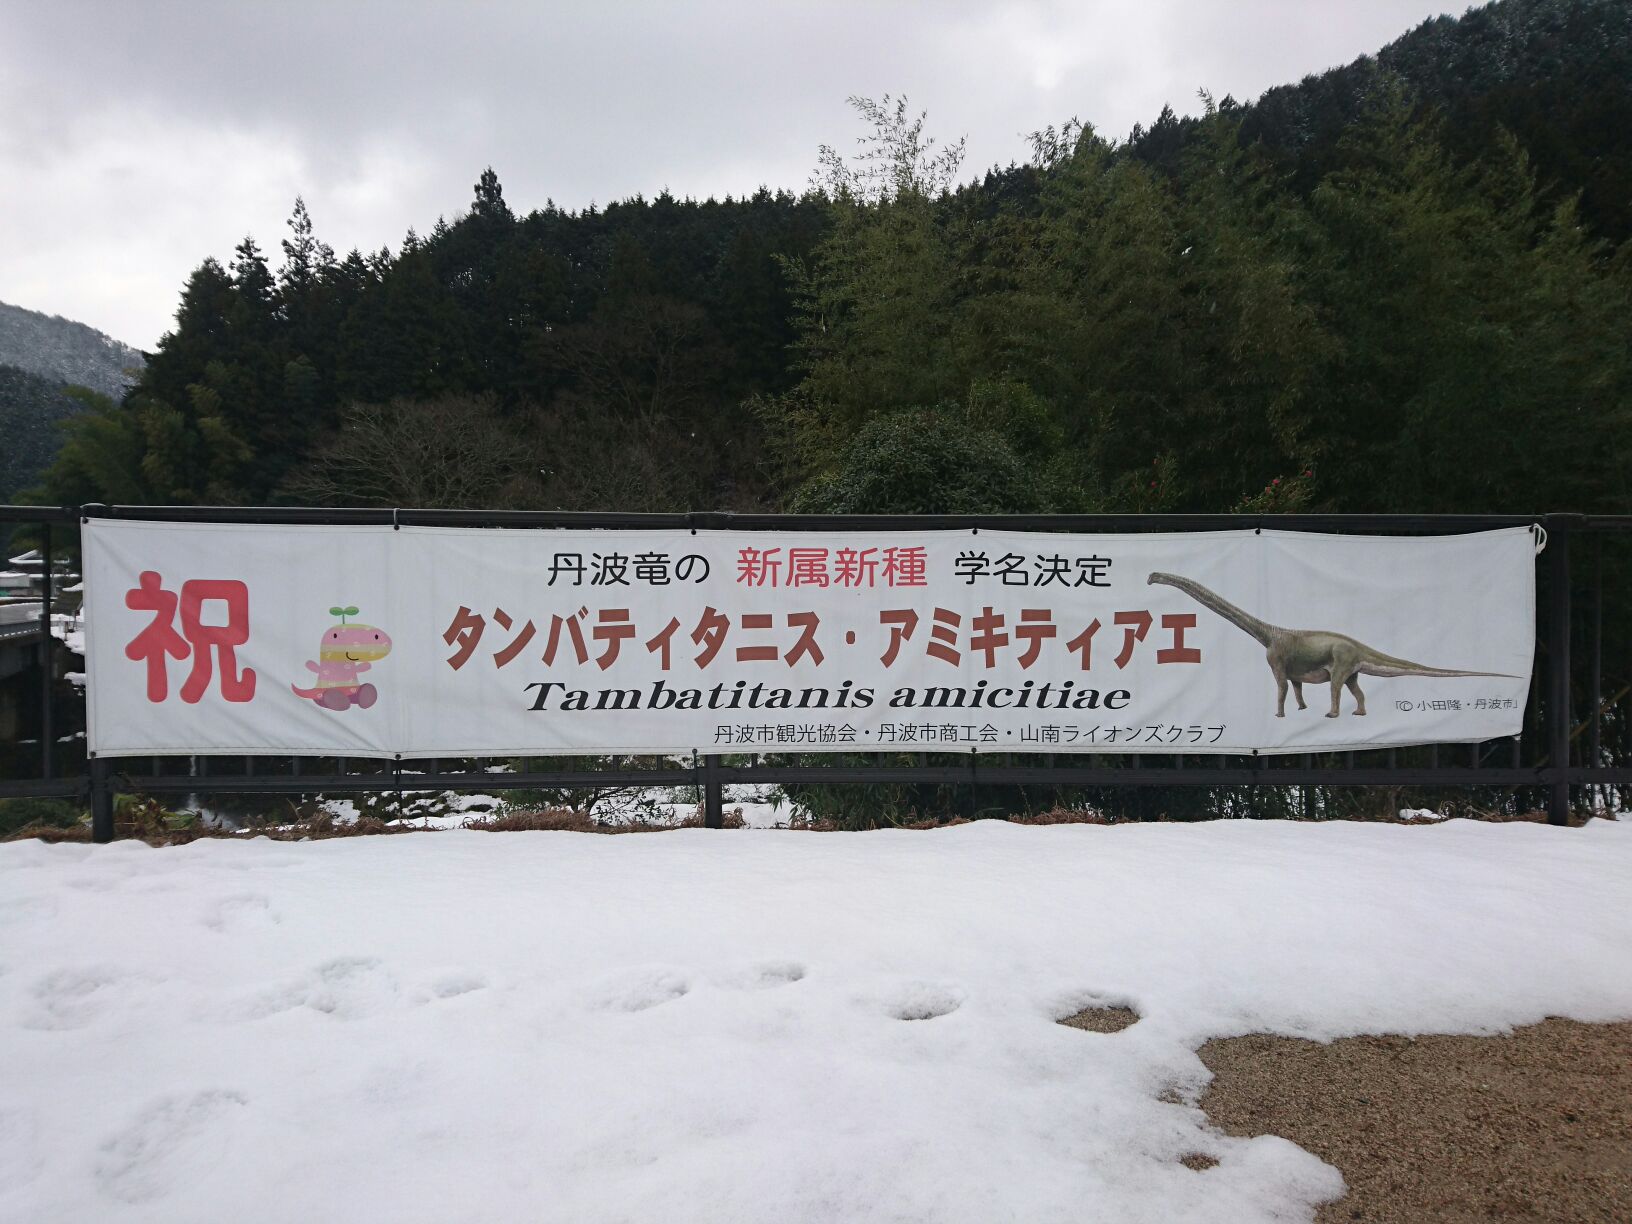 祝
丹波竜の 新属新種 学名決定
タンバティタニス・アミキティアエ
Tambatitanis amicitiae
丹波市観光協会・丹波市商工会・山南ライオンズクラブ
「© 小田隆・丹波市」